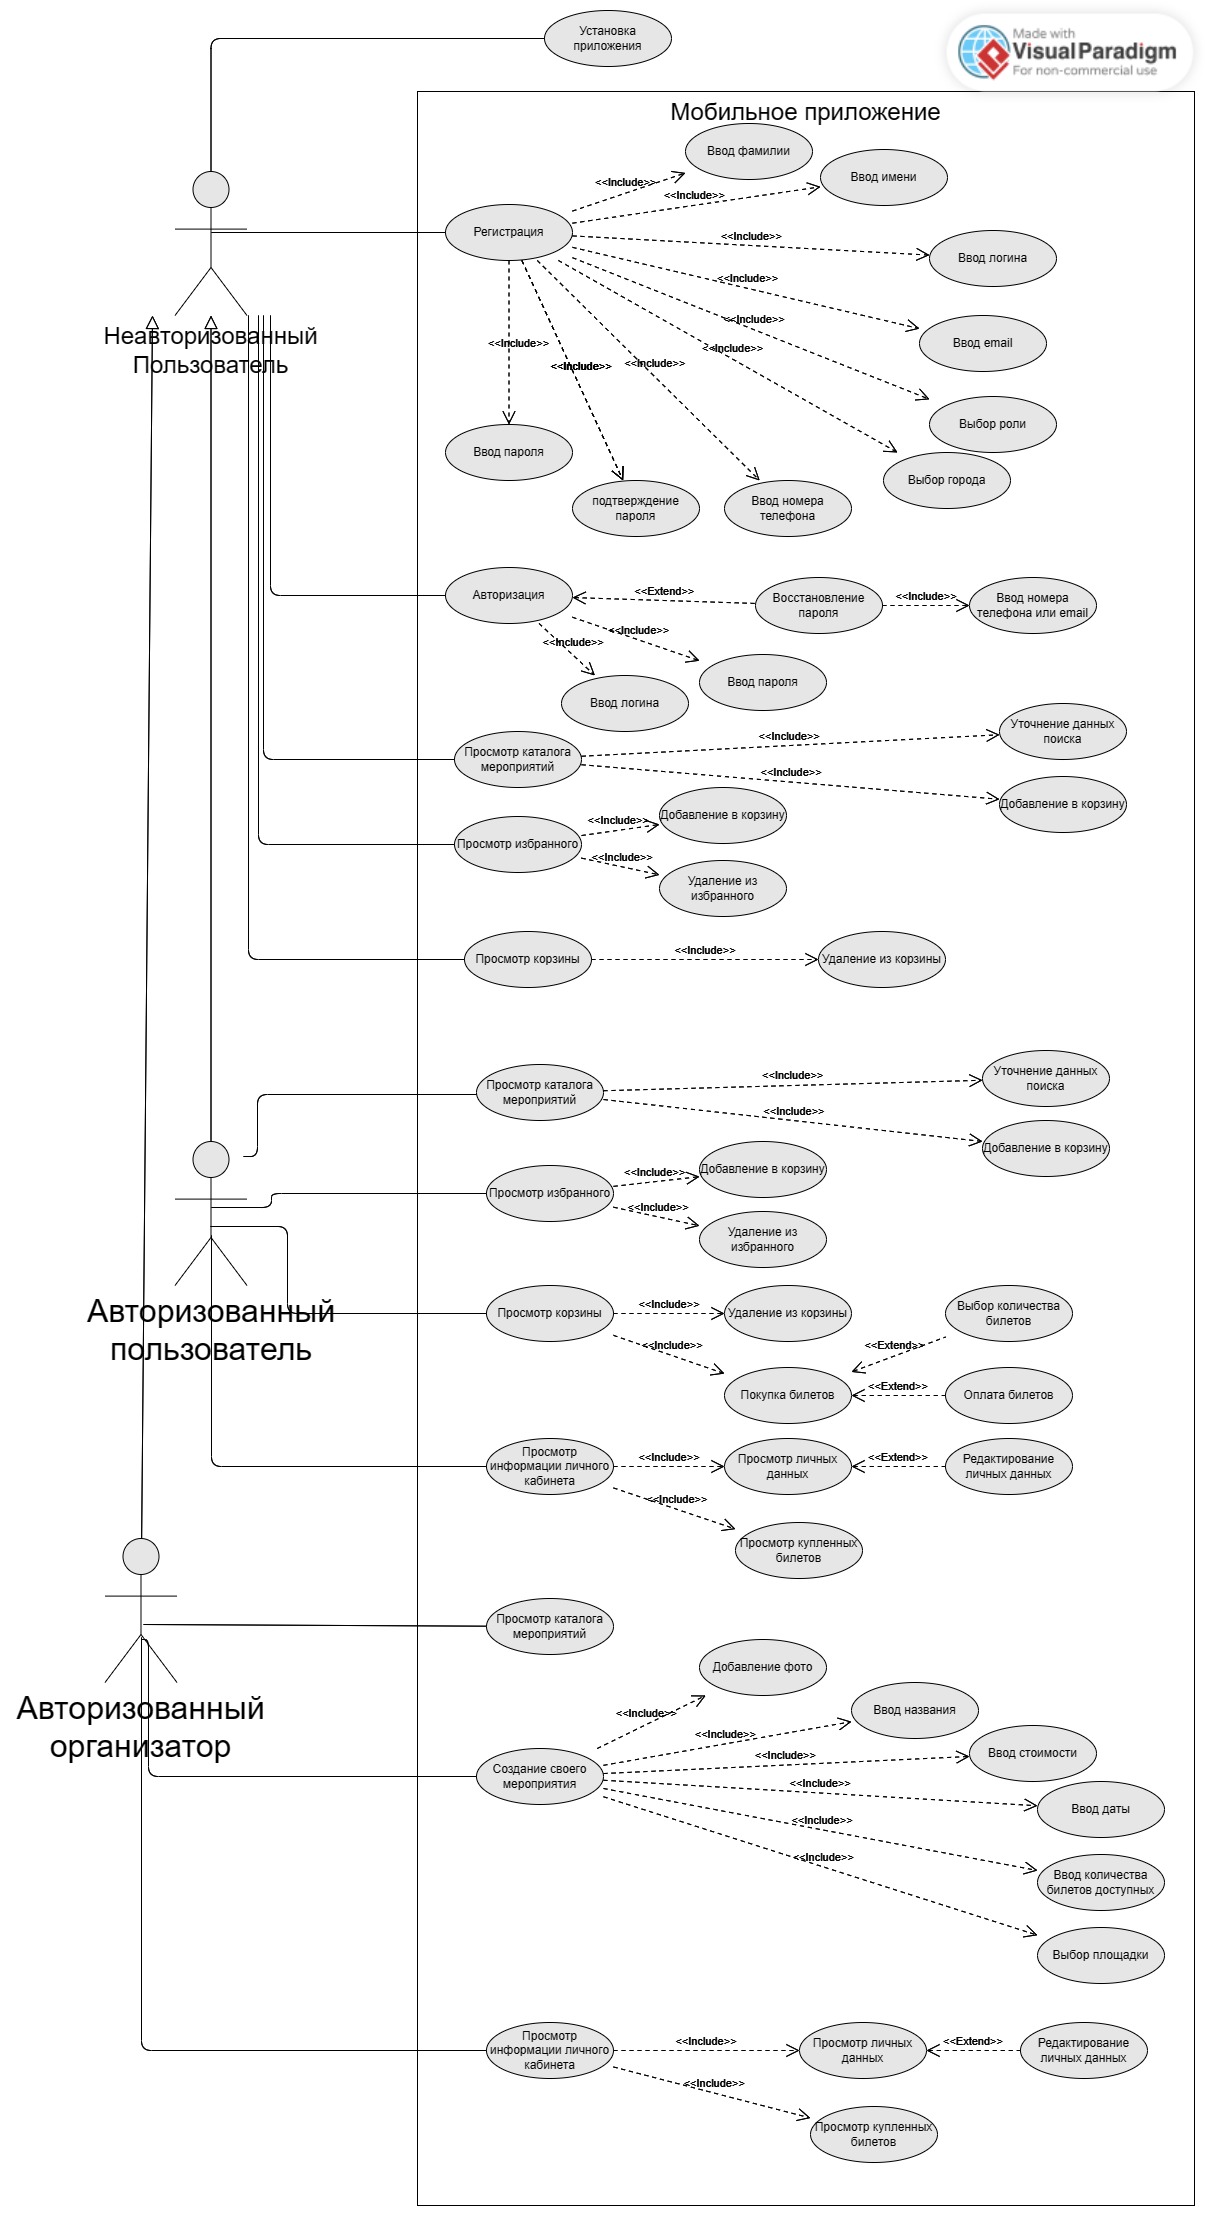 Установка
приложения
Made with
Visual Paradigm
For non-commercial use
Мобильное приложение
Ввод фамилии
Ввод имени
<<Include>>
<<Include>>
Регистрация
<<Include>>
Ввод логина
<<Include>>
<<Include>>
Неавторизованный
Пользователь
<<Include>>
<<Include>>
Ввод email
<<Include>>
<<Include>>
<<Include>>
Выбор роли
Ввод пароля
Выбор города
подтверждение
пароля
Ввод номера
телефона
Авторизация
<<Extend>>
Восстановление
пароля
<<Include>>
Ввод номера
телефона или email
<<Include>>
<<Include>>
Ввод пароля
Ввод логина
Просмотр каталога
мероприятий
<<Include>>
Уточнение данных
поиска
<<Include>>
Добавление в корзину
Просмотр избранного
<<Include>>
Добавление в корзину
<<Include>>
Удаление из
избранного
Просмотр корзины
<<Include>>
Удаление из корзины
Просмотр каталога
мероприятий
<<Include>>
Уточнение данных
поиска
<<Include>>
Добавление в корзину
Просмотр избранного
<<Include>>
Добавление в корзину
<<Include>>
Удаление из
избранного
Авторизованный
пользователь
Просмотр корзины
<<Include>>
Удаление из корзины
Выбор количества
билетов
<<Include>>
<<Extend>>
Покупка билетов
<<Extend>>
Оплата билетов
Просмотр
информации личного
кабинета
<<Include>>
Просмотр личных
данных
<<Extend>>
Редактирование
личных данных
<<Include>>
Просмотр купленных
билетов
Просмотр каталога
мероприятий
Авторизованный
организатор
Добавление фото
<<Include>>
Ввод названия
<<Include>>
Ввод стоимости
<<Include>>
Создание своего
мероприятия
<<Include>>
Ввод даты
<<Include>>
<<Include>>
Ввод количества
билетов доступных
Выбор площадки
Просмотр
информации личного
кабинета
<<Include>>
Просмотр личных
данных
<<Extend>>
Редактирование
личных данных
<<Include>>
Просмотр купленных
билетов